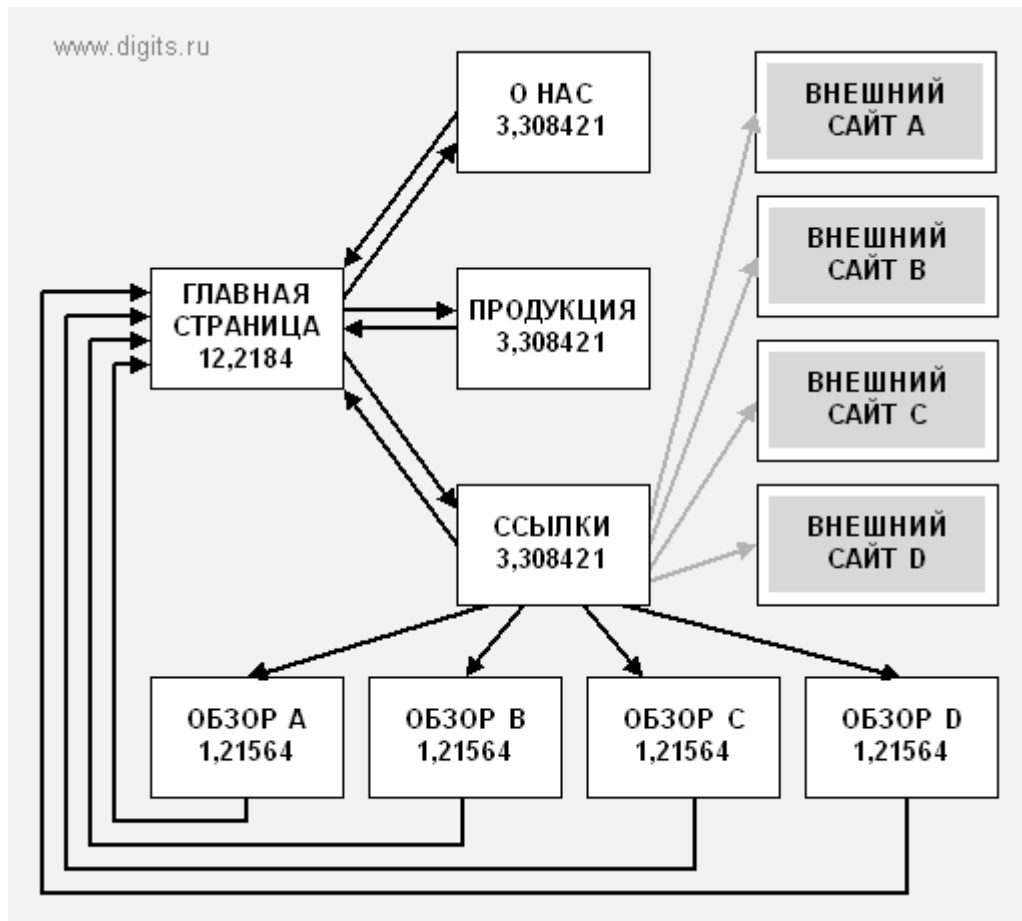 www.digits.ru
О НАС
3,308421
ВНЕШНИЙ
САЙТ A
ВНЕШНИЙ
САЙТ B
ГЛАВНАЯ
СТРАНИЦА
12,2184
ПРОДУКЦИЯ
3,308421
ВНЕШНИЙ
САЙТ C
ССЫЛКИ
3,308421
ВНЕШНИЙ
САЙТ D
ОБЗОР A
1,21564
ОБЗОР B
1,21564
ОБЗОР C
1,21564
ОБЗОР D
1,21564